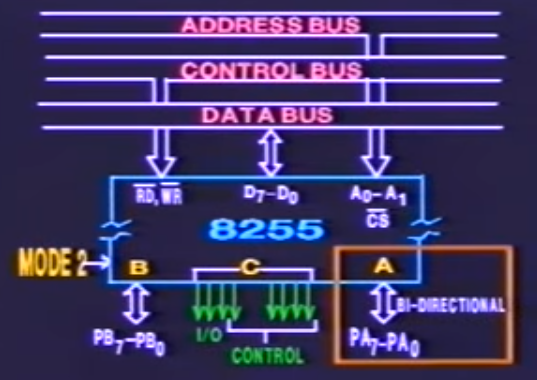 ADDRESS BUS
CONTROL BUS
DATA BUS
RD, WR D7-D0 A0-A1
CS
8255
MODE 2 B C A
BI-DIRECTIONAL
PB7-PB0 I/O PA7-PA0
CONTROL